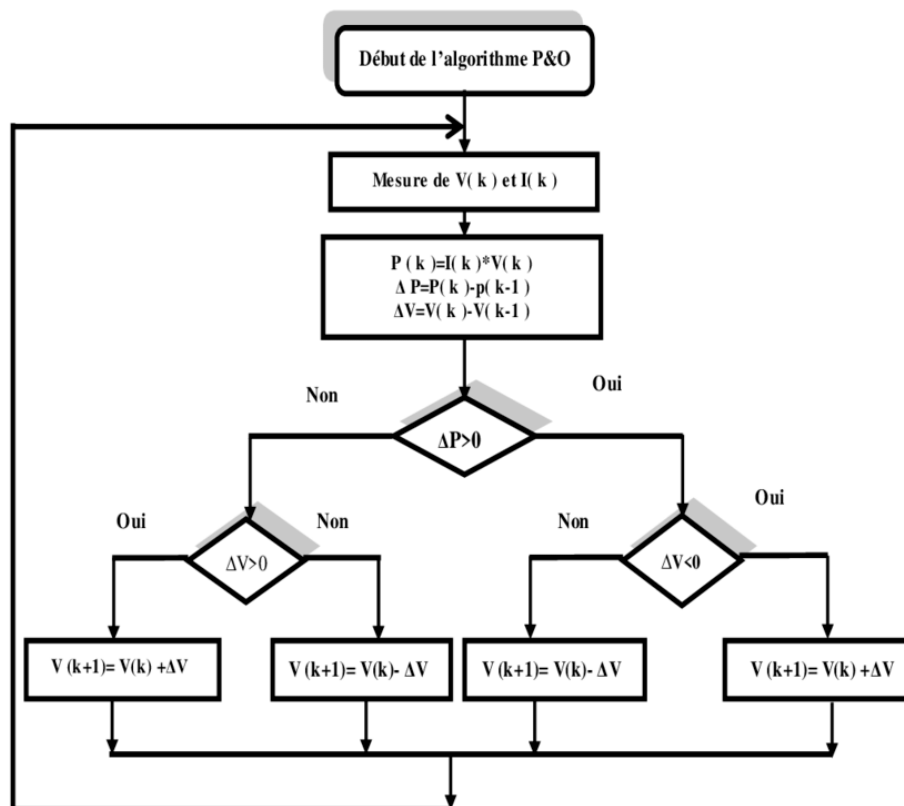 Début de l'algorithme P&O
Mesure de V( k ) et I( k )
P ( k )=I( k )*V( k )
Δ P=P( k )-p( k-1 )
ΔV=V( k )-V( k-1 )
Non
Oui
ΔP>0
Oui
Non
Non
Oui
ΔV>0
ΔV<0
V (k+1)= V(k) +ΔV
V (k+1)= V(k)- ΔV
V (k+1)= V(k)- ΔV
V (k+1)= V(k) +ΔV